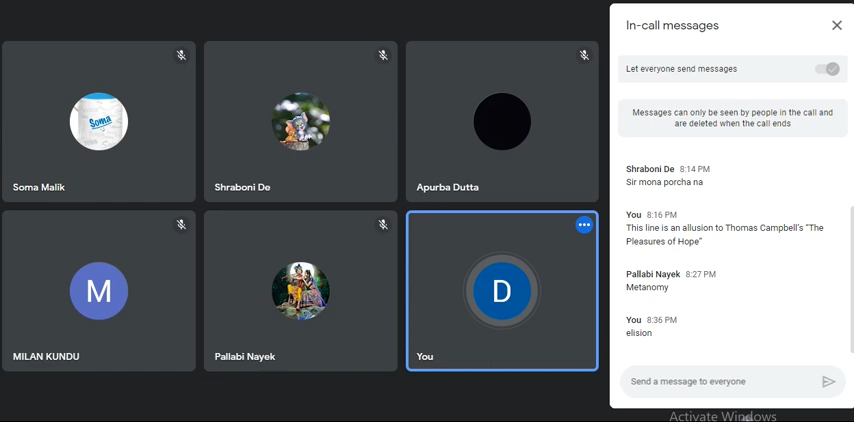 In-call messages
Let everyone send messages
Messages can only be seen by people in the call and
are deleted when the call ends
Soma
Soma Malik
Shraboni De
Apurba Dutta
M
MILAN KUNDU
Pallabi Nayek
D
You
Shraboni De 8:14 PM
Sir mona porcha na
You 8:16 PM
This line is an allusion to Thomas Campbell's "The
Pleasures of Hope"
Pallabi Nayek 8:27 PM
Metanomy
You 8:36 PM
elision
Send a message to everyone
Activate Windows